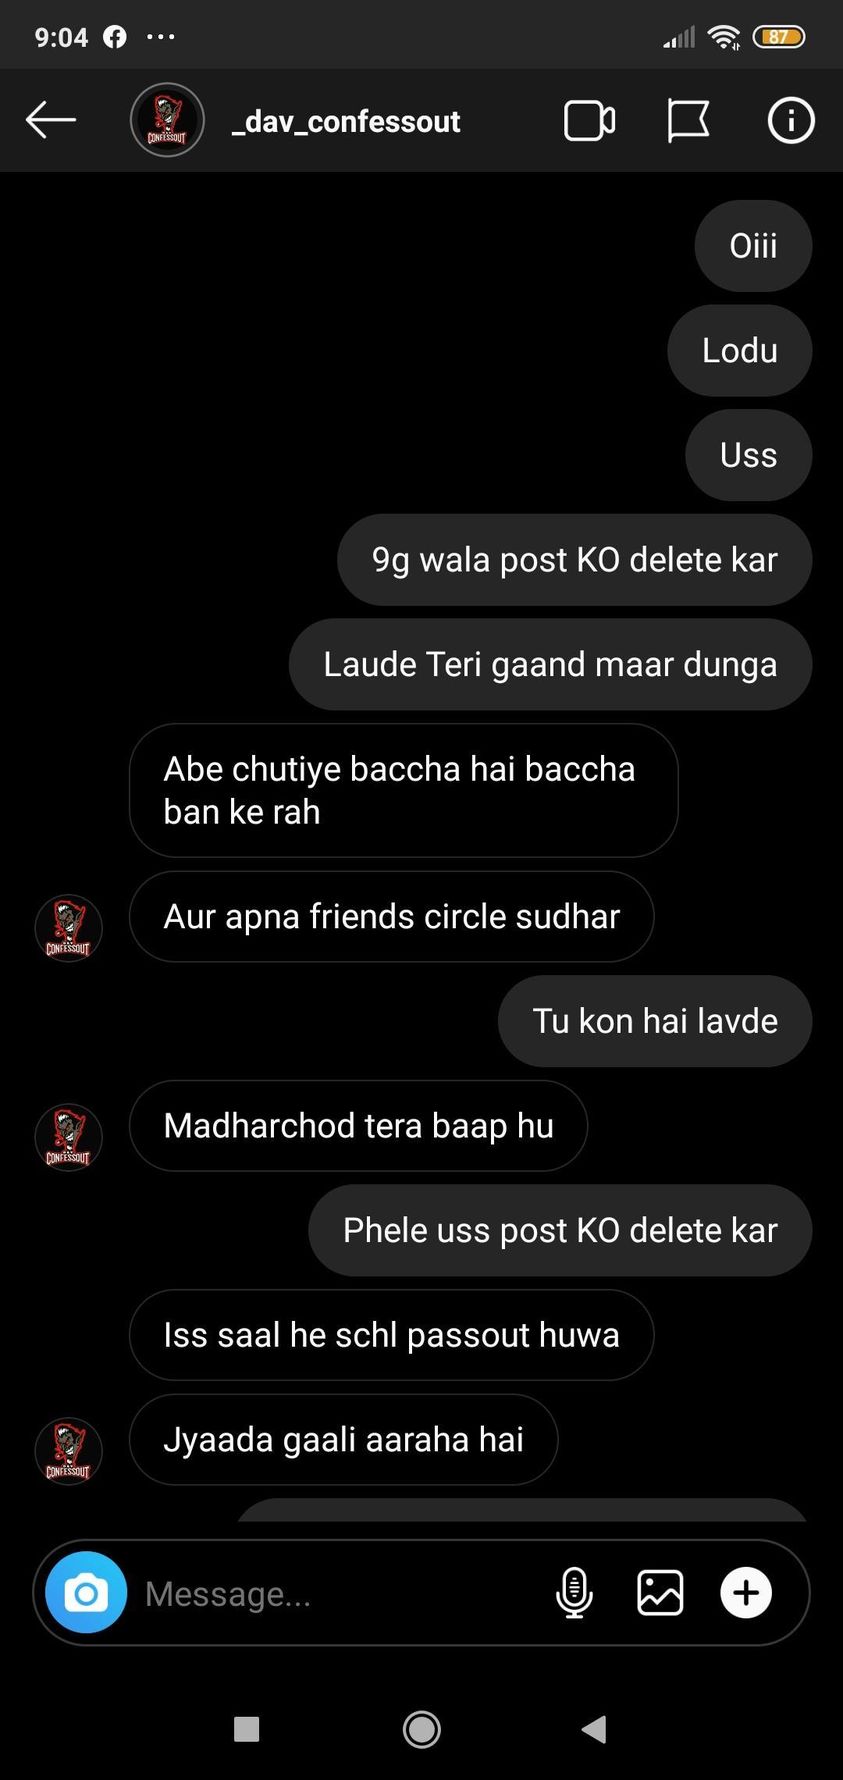 9:04
87
CONFESSOUT
_dav_confessout
Oiii
Lodu
Uss
9g wala post KO delete kar
Laude Teri gaand maar dunga
Abe chutiye baccha hai baccha
ban ke rah
Aur apna friends circle sudhar
CONFESSOUT
Tu kon hai lavde
Madharchod tera baap hu
CONFESSOUT
Phele uss post KO delete kar
Iss saal he schl passout huwa
Jyaada gaali aaraha hai
CONFESSOUT
Message...